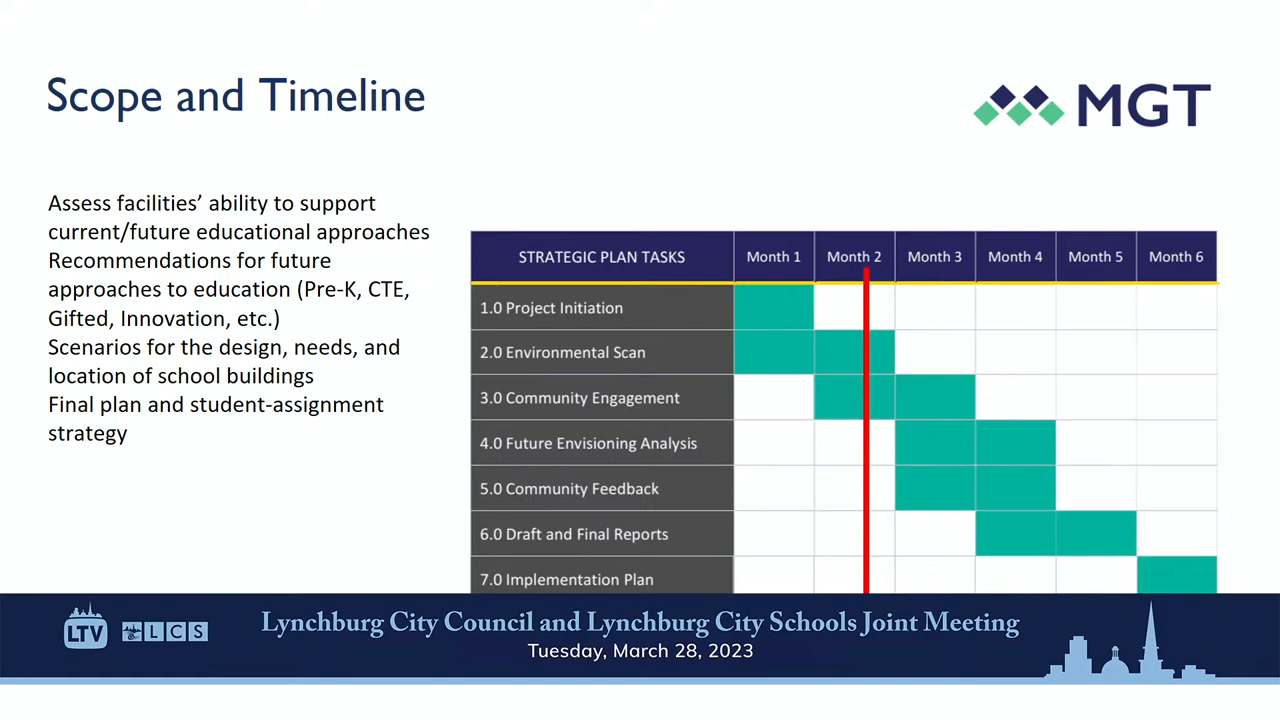 Scope and Timeline
MGT
Assess facilities’ ability to support
current/future educational approaches
Recommendations for future
approaches to education (Pre-K, CTE,
Gifted, Innovation, etc.)
Scenarios for the design, needs, and
location of school buildings
Final plan and student-assignment
strategy
STRATEGIC PLAN TASKS Month 1 Month 2 Month 3 Month 4 Month 5 Month 6
1.0 Project Initiation
2.0 Environmental Scan
3.0 Community Engagement
4.0 Future Envisioning Analysis
5.0 Community Feedback
6.0 Draft and Final Reports
7.0 Implementation Plan
LTV LCS
Lynchburg City Council and Lynchburg City Schools Joint Meeting
Tuesday, March 28, 2023